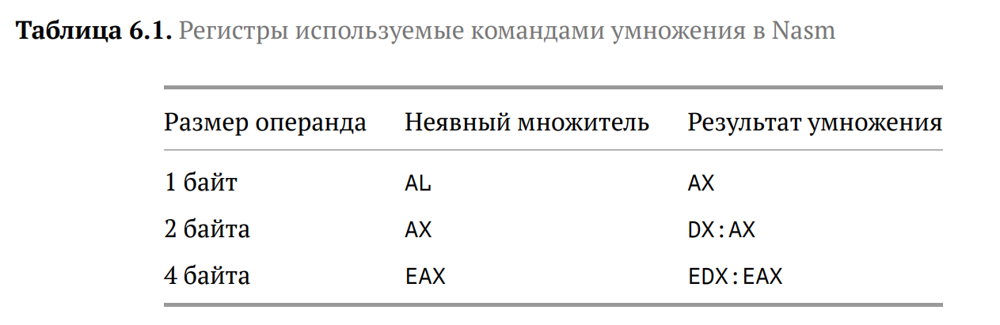 Таблица 6.1. Регистры используемые командами умножения в Nasm
Размер операнда Неявный множитель Результат умножения
1 байт AL AX
2 байта AX DX:AX
4 байта EAX EDX:EAX